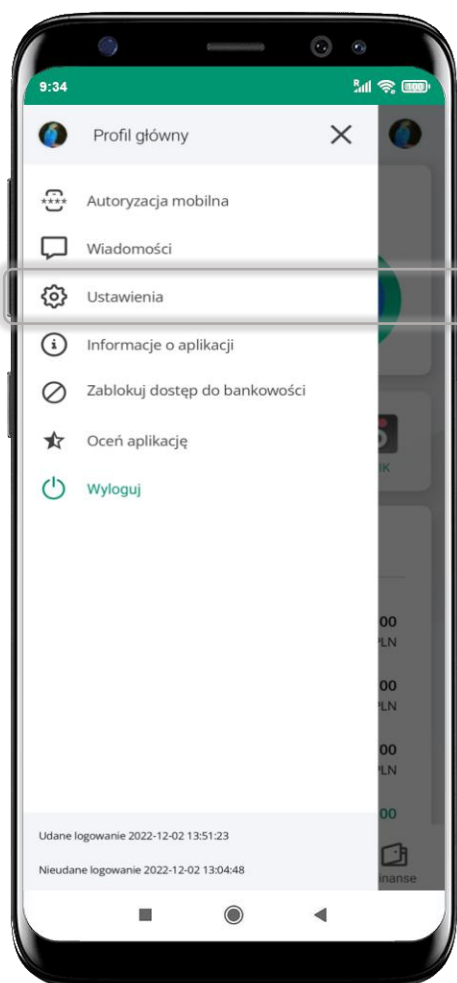 9:34
R
100
Profil główny
Autoryzacja mobilna
Wiadomości
Ustawienia
Informacje o aplikacji
Zablokuj dostęp do bankowości
Oceń aplikację
Wyloguj
IK
00
PLN
00
PLN
00
PLN
00
inanse
Udane logowanie 2022-12-02 13:51:23
Nieudane logowanie 2022-12-02 13:04:48